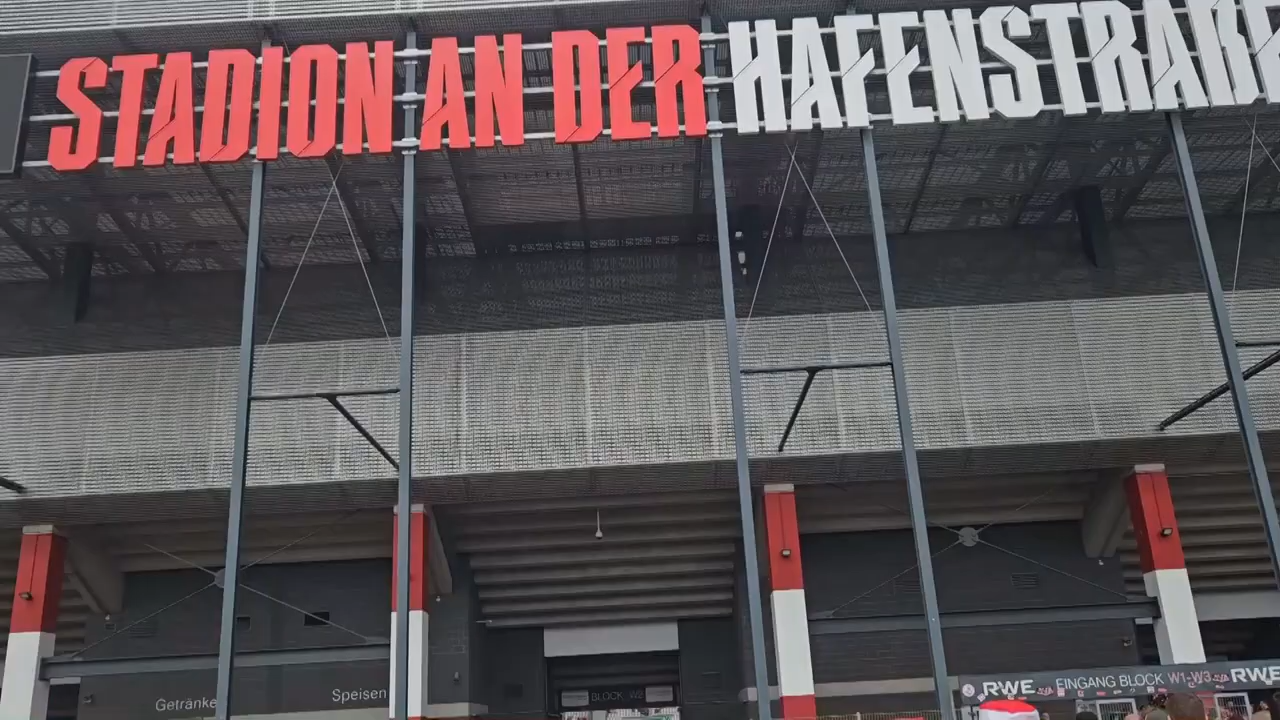 STADION AN DER HAFENSTRAßE
Getränke
Speisen
BLOCK W2
RWE EINGANG BLOCK W1-W3 RWE